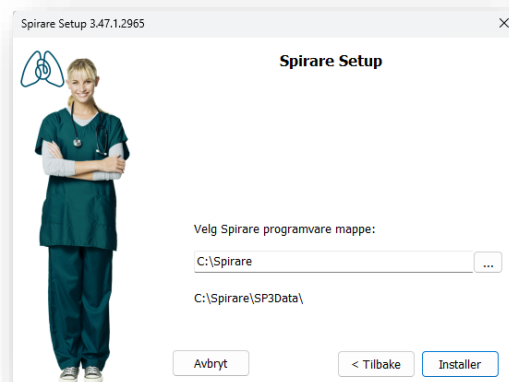 Spirare Setup 3.47.1.2965
Spirare Setup
Velg Spirare programvare mappe:
C:\Spirare
...
C:\Spirare\SP3Data\
Avbryt
< Tilbake
Installer